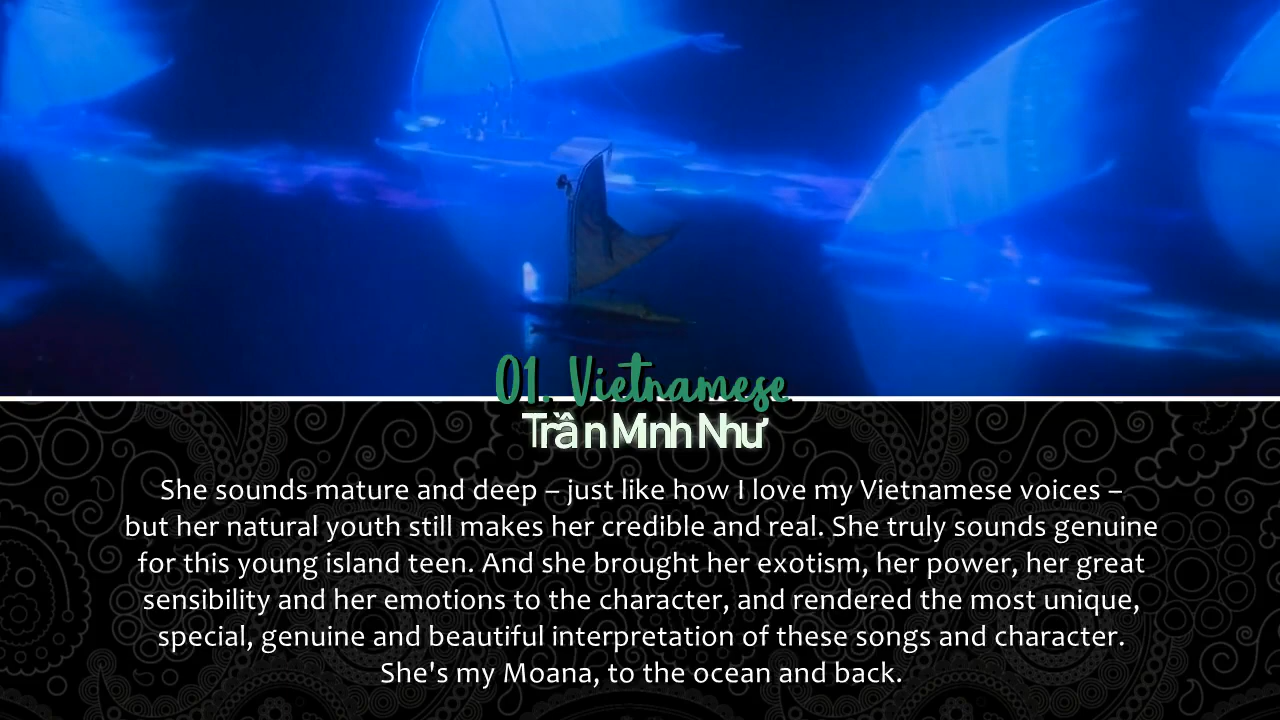 01. Vietnamese
Trần Minh Như
She sounds mature and deep – just like how I love my Vietnamese voices –
but her natural youth still makes her credible and real. She truly sounds genuine
for this young island teen. And she brought her exotism, her power, her great
sensibility and her emotions to the character, and rendered the most unique,
special, genuine and beautiful interpretation of these songs and character.
She's my Moana, to the ocean and back.